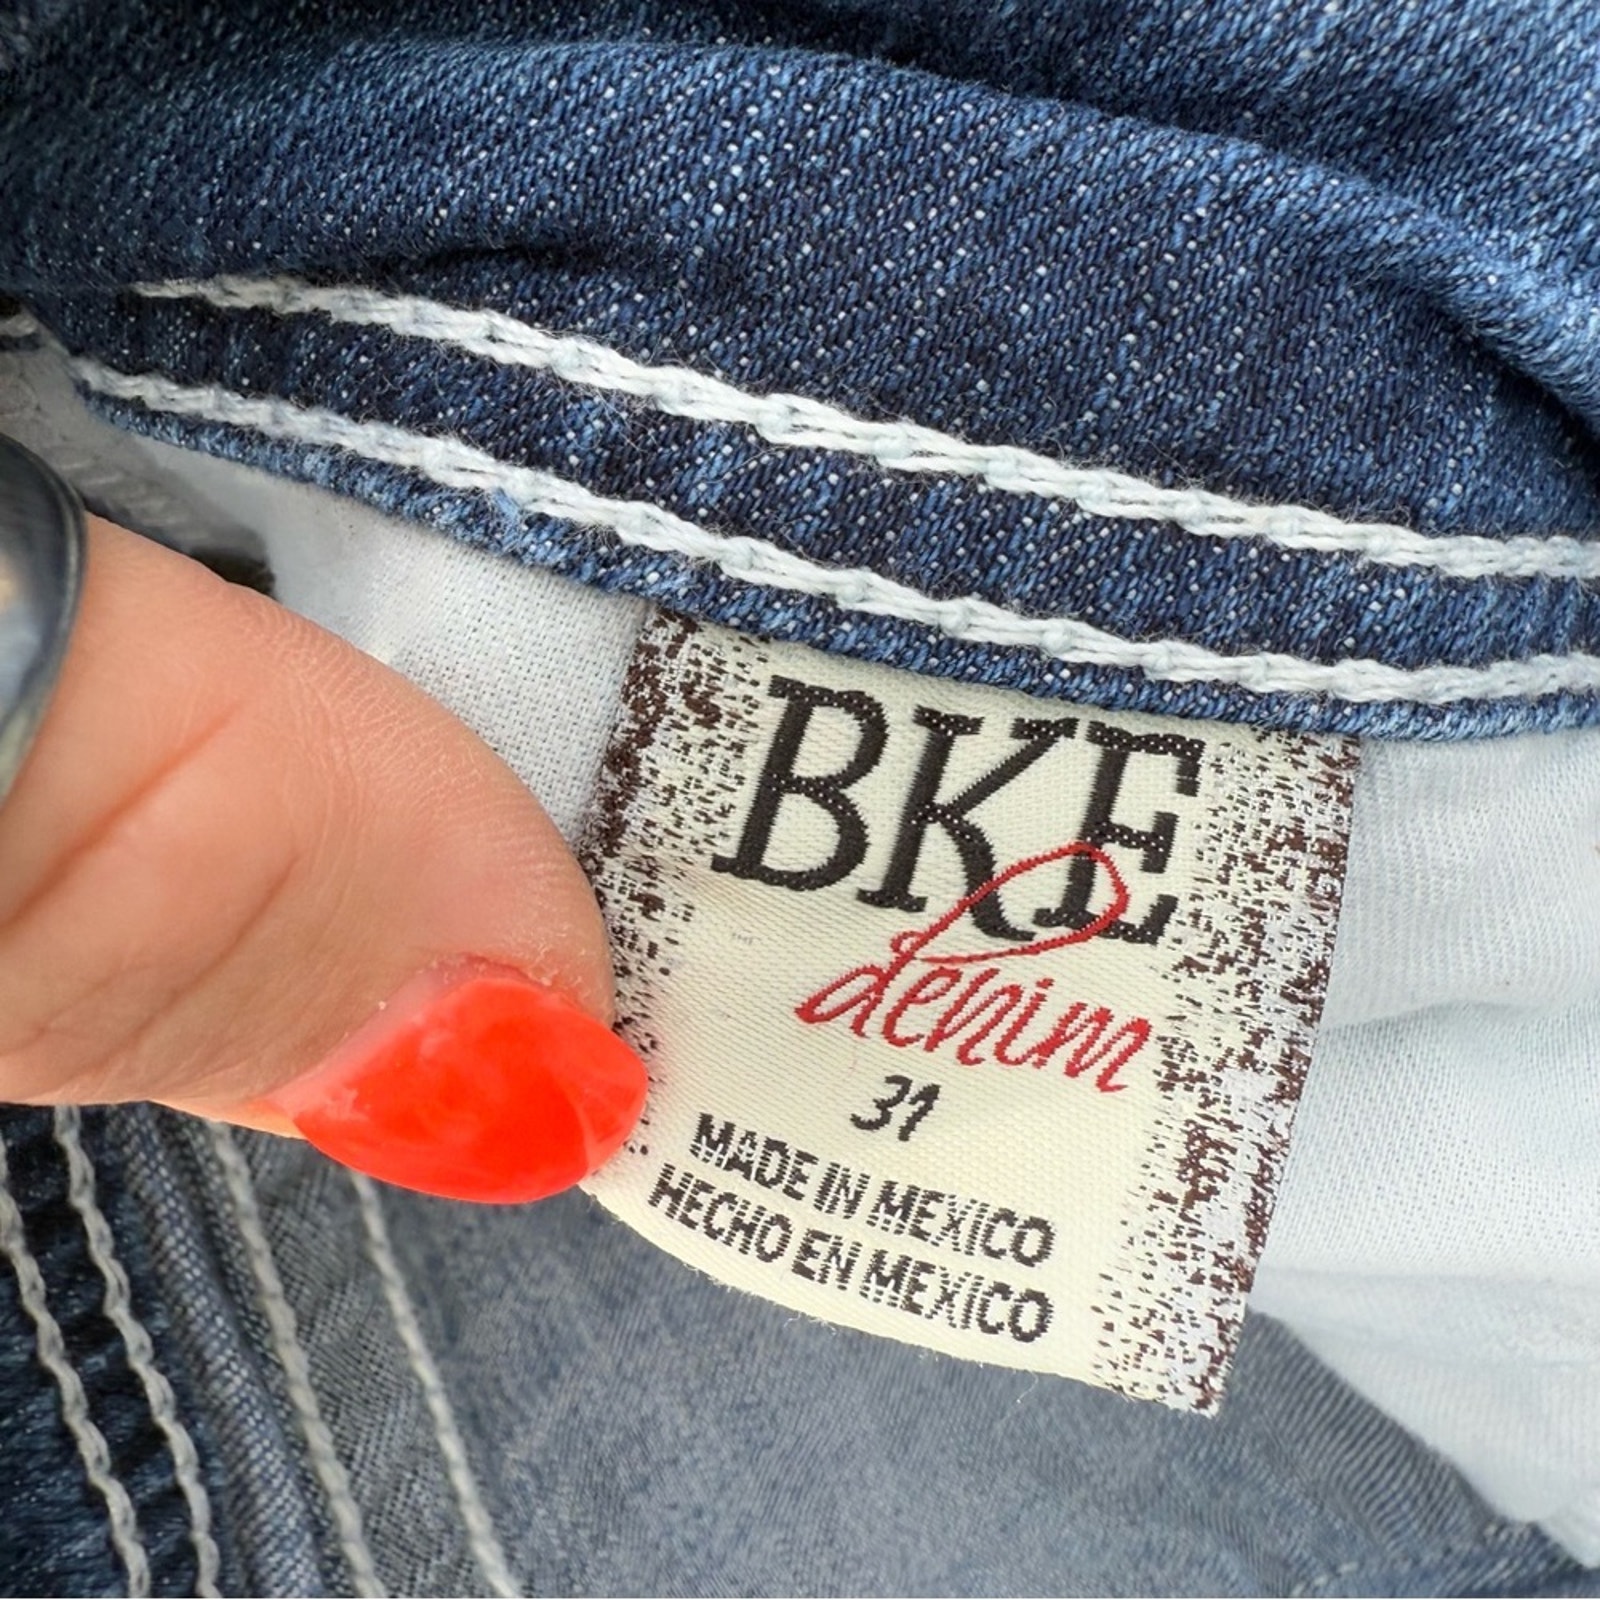 BKE
denim
31
MADE IN MEXICO
HECHO EN MEXICO